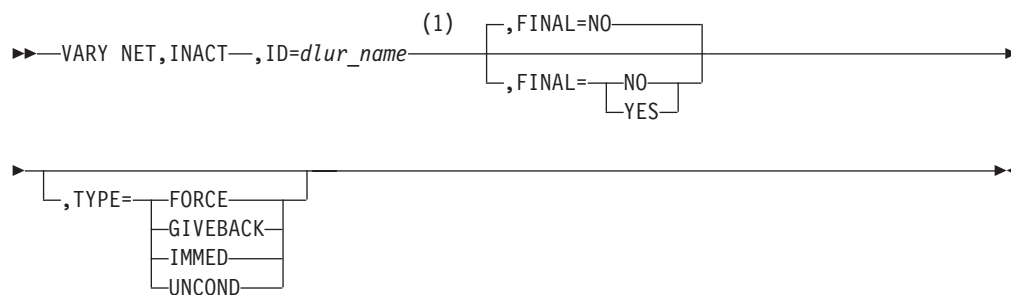 (1) ,FINAL=NO
VARY NET,INACT ,ID=dlur_name
,FINAL= NO
YES
,TYPE= FORCE
GIVEBACK
IMMED
UNCOND